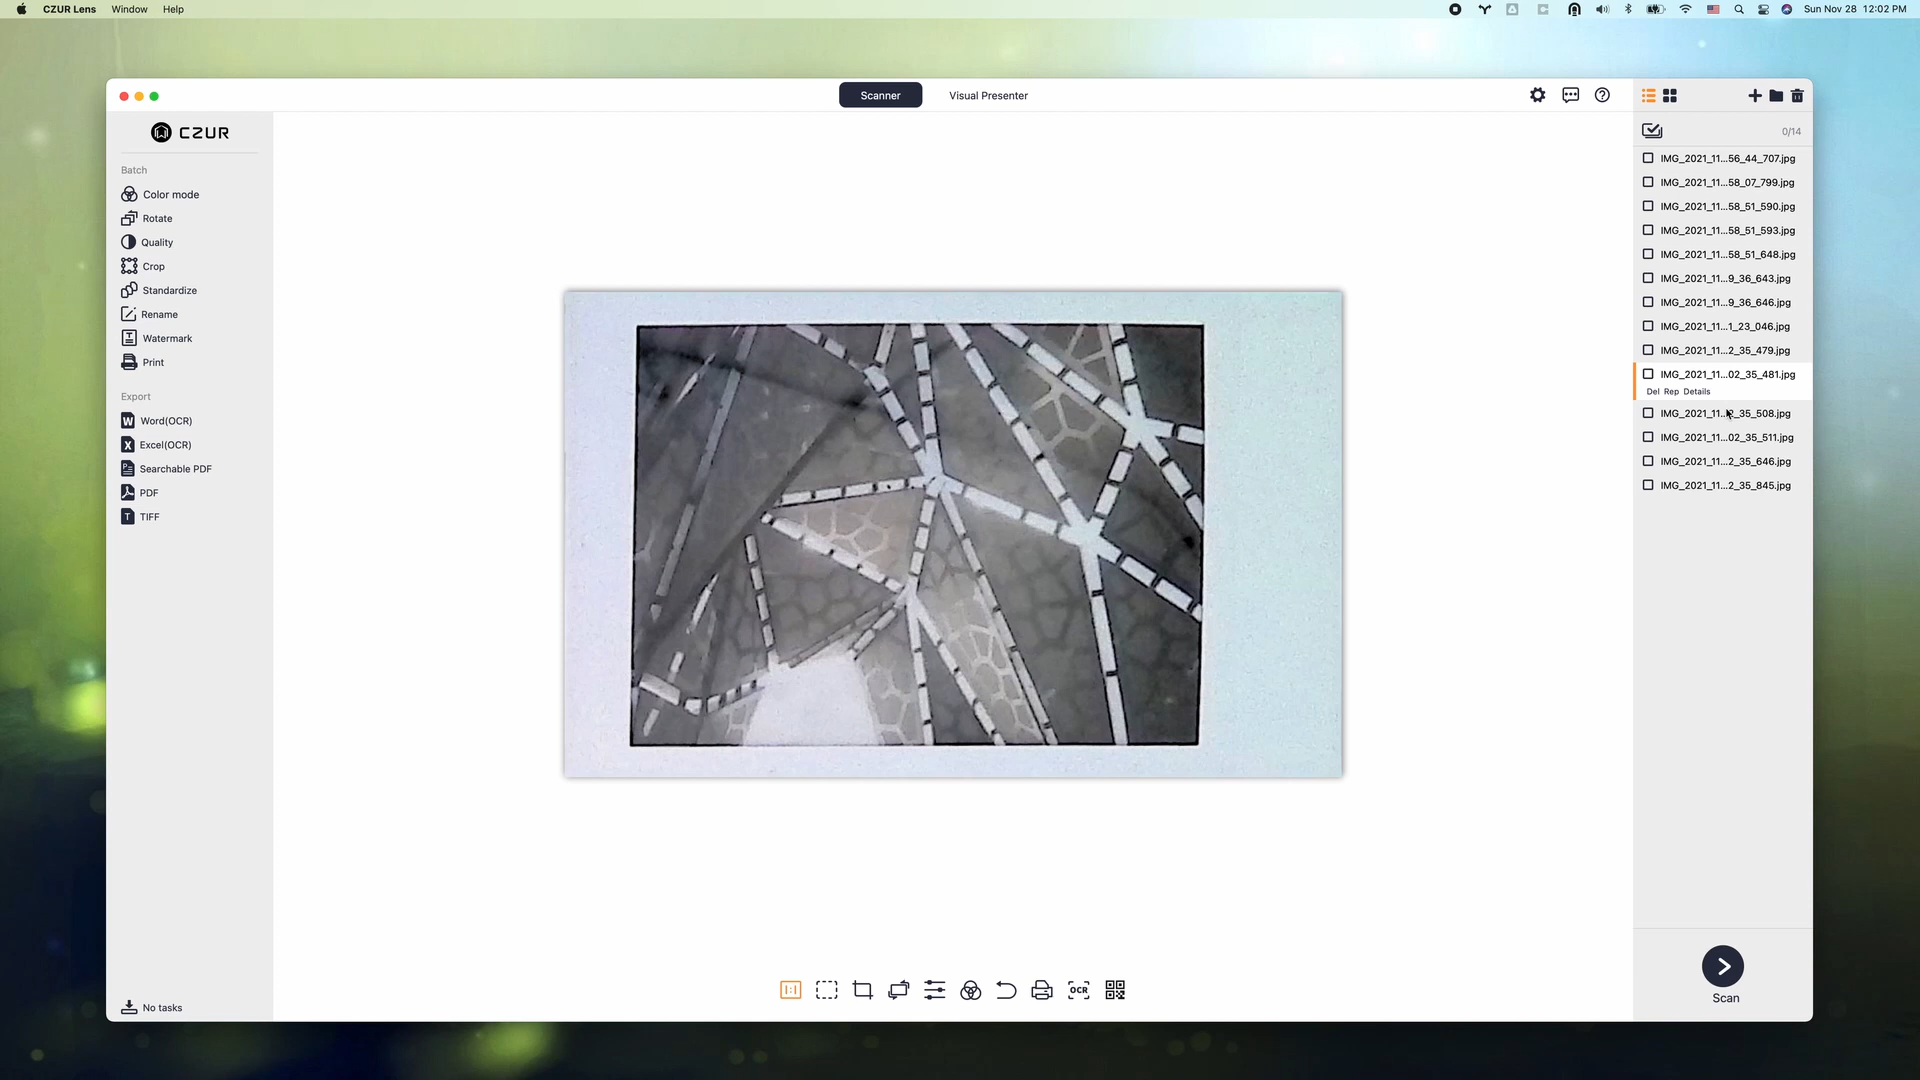 CZUR Lens Window Help
Sun Nov 28 12:02 PM
Scanner Visual Presenter
CZUR
0/14
Batch
Color mode
Rotate
Quality
Crop
Standardize
Rename
Watermark
Print
Export
Word(OCR)
Excel(OCR)
Searchable PDF
PDF
TIFF
No tasks
IMG_2021_11...56_44_707.jpg
IMG_2021_11...58_07_799.jpg
IMG_2021_11...58_51_590.jpg
IMG_2021_11...58_51_593.jpg
IMG_2021_11...58_51_648.jpg
IMG_2021_11...9_36_643.jpg
IMG_2021_11...9_36_646.jpg
IMG_2021_11...1_23_046.jpg
IMG_2021_11...2_35_479.jpg
IMG_2021_11...02_35_481.jpg
Del Rep Details
IMG_2021_11...2_35_508.jpg
IMG_2021_11...02_35_511.jpg
IMG_2021_11...2_35_646.jpg
IMG_2021_11...2_35_845.jpg
1:1
OCR
Scan